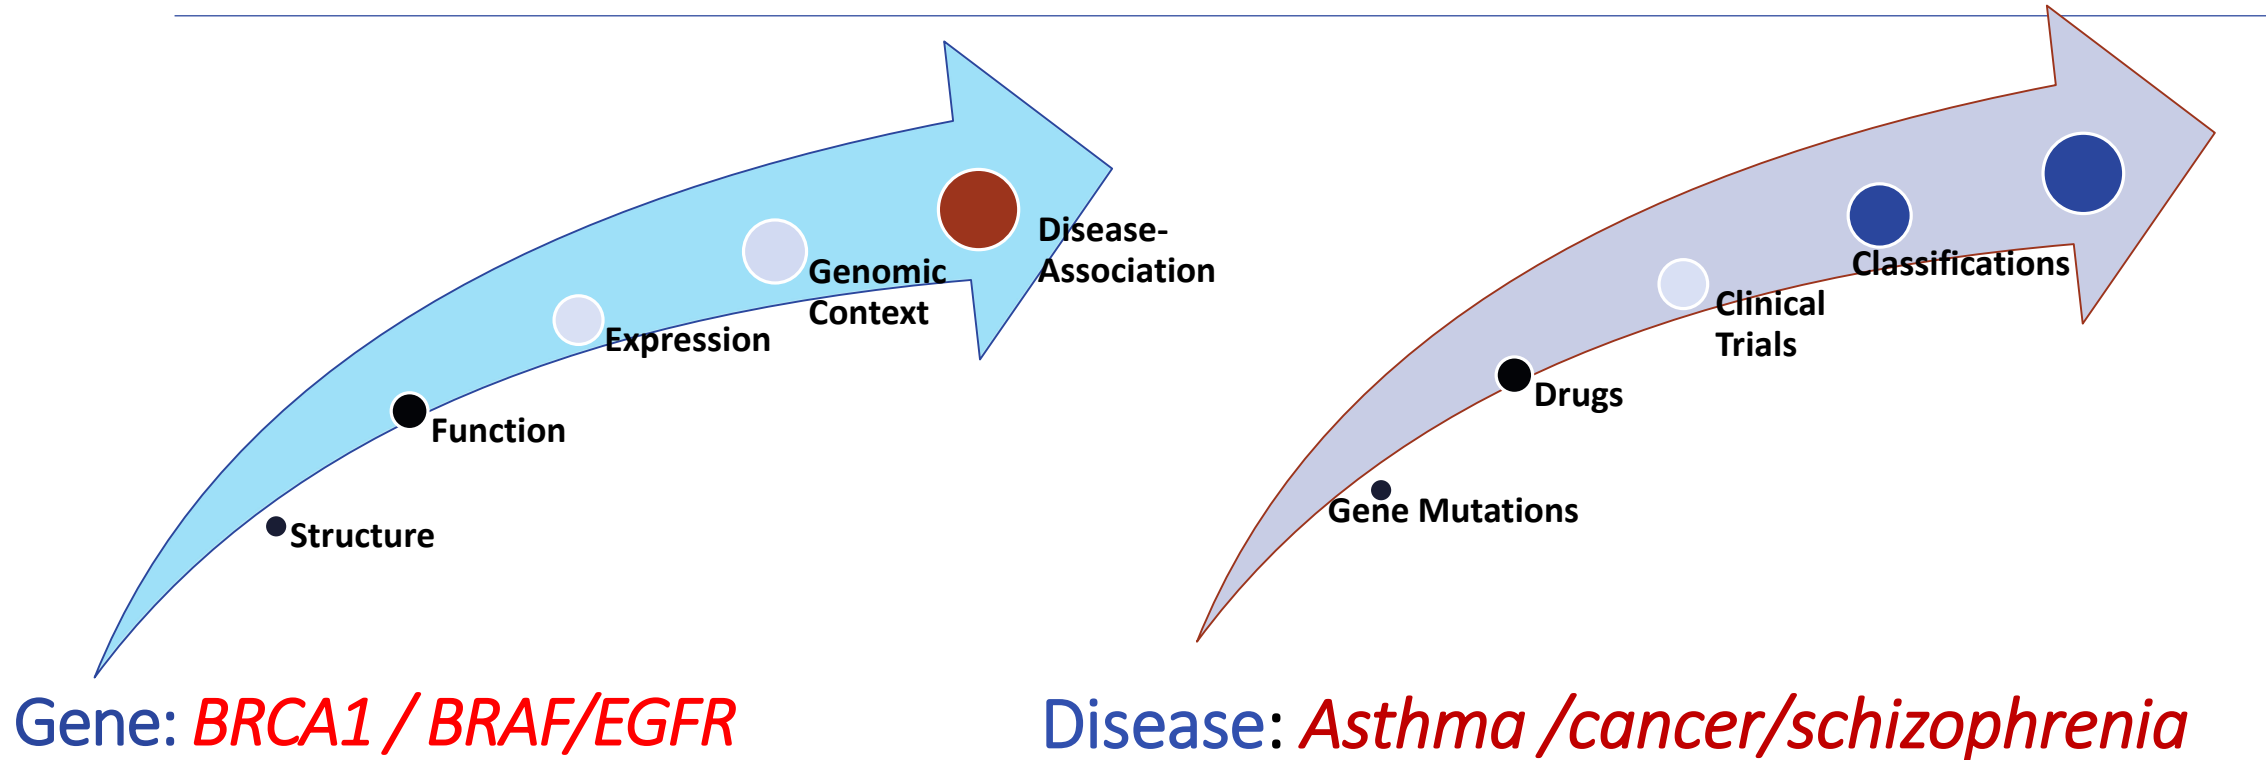 Disease-
Association
Genomic
Context
Expression
Function
Structure
Classifications
Clinical
Trials
Drugs
Gene Mutations
Gene: BRCA1 / BRAF/EGFR
Disease: Asthma /cancer/schizophrenia